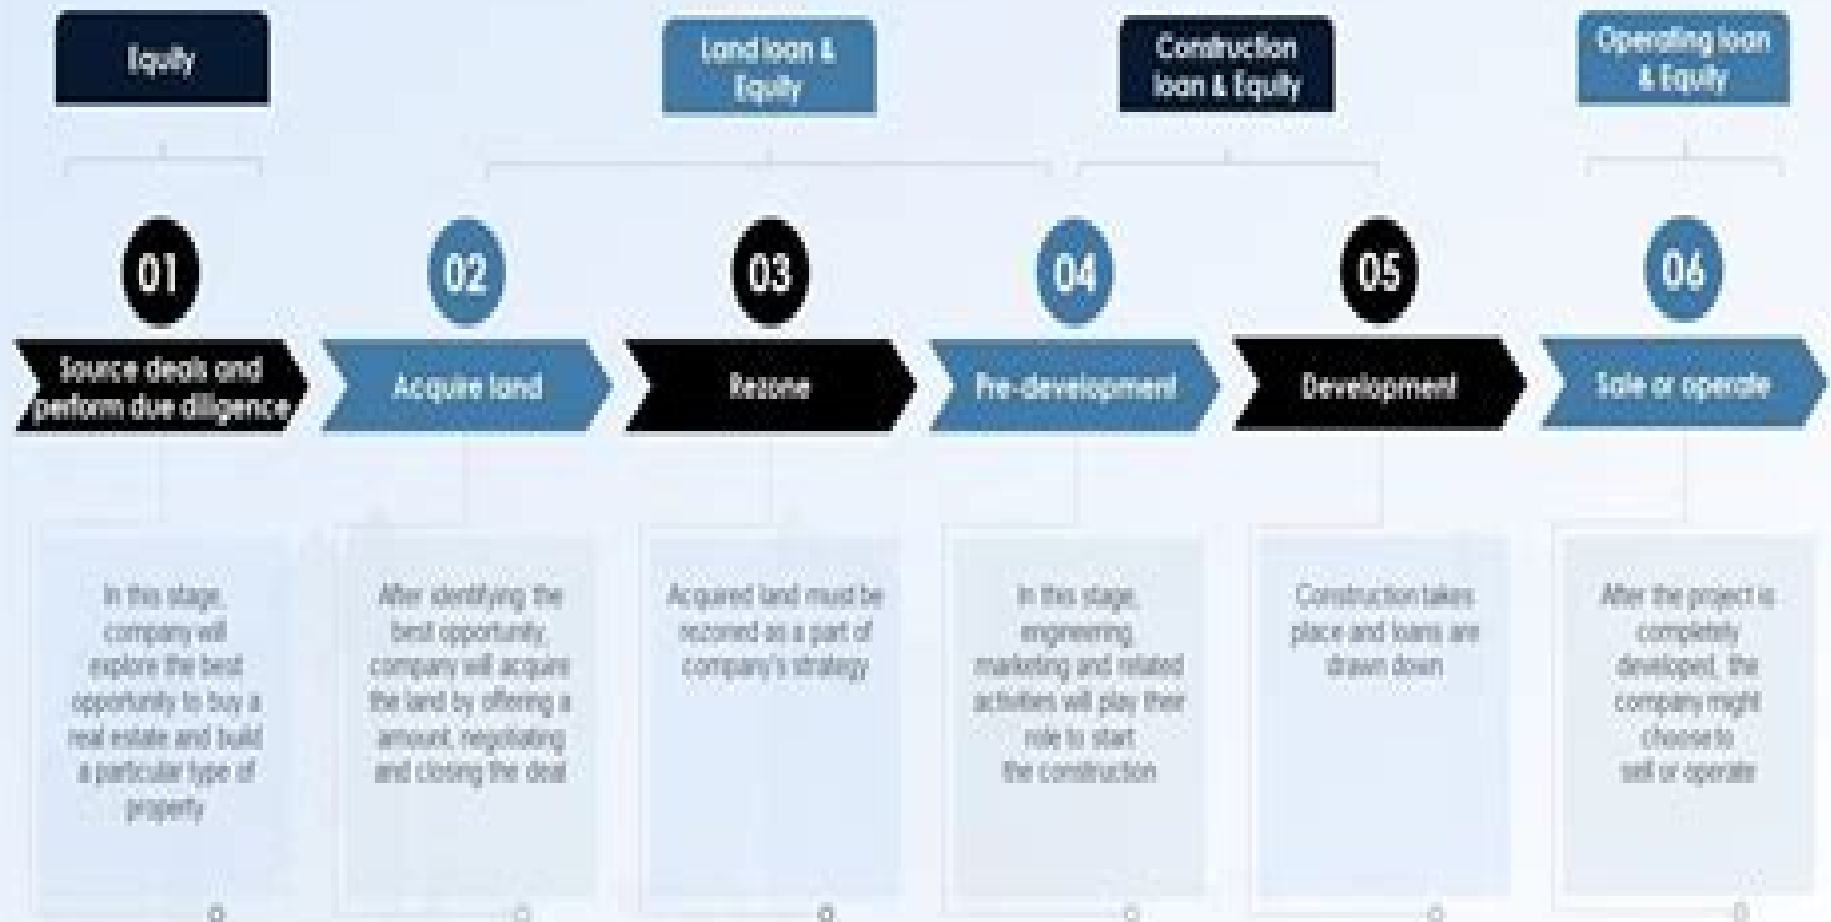 Equity
Land loan &
Equity
Construction
loan & Equity
Operating loan
& Equity
01
02
03
04
05
06
Source deals and
perform due diligence
Acquire land
Rezone
Pre-development
Development
Sale or operate
In this stage,
company will
explore the best
opportunity to buy a
real estate and build
a particular type of
property
After identifying the
best opportunity,
company will acquire
the land by offering a
amount, negotiating
and closing the deal
Acquired land must be
rezoned as a part of
company's strategy
In this stage,
engineering,
marketing and related
activities will play their
role to start
the construction
Construction takes
place and loans are
drawn down
After the project is
completely
developed, the
company might
choose to
sell or operate